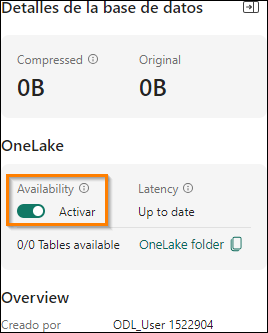 Detalles de la base de datos
Compressed Original
0B 0B
OneLake
Availability Latency
Activar Up to date
0/0 Tables available OneLake folder
Overview
Creado por ODL_User 1522904